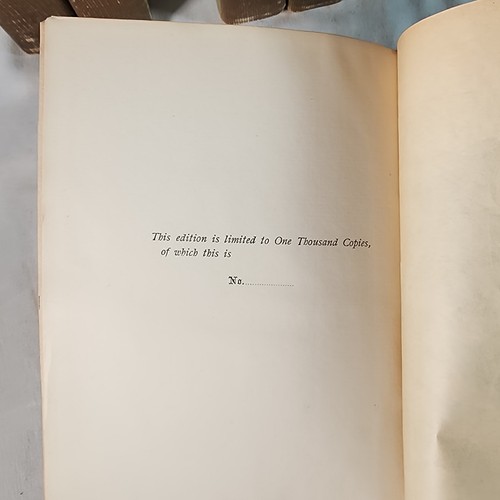 This edition is limited to One Thousand Copies,
of which this is
No.....................